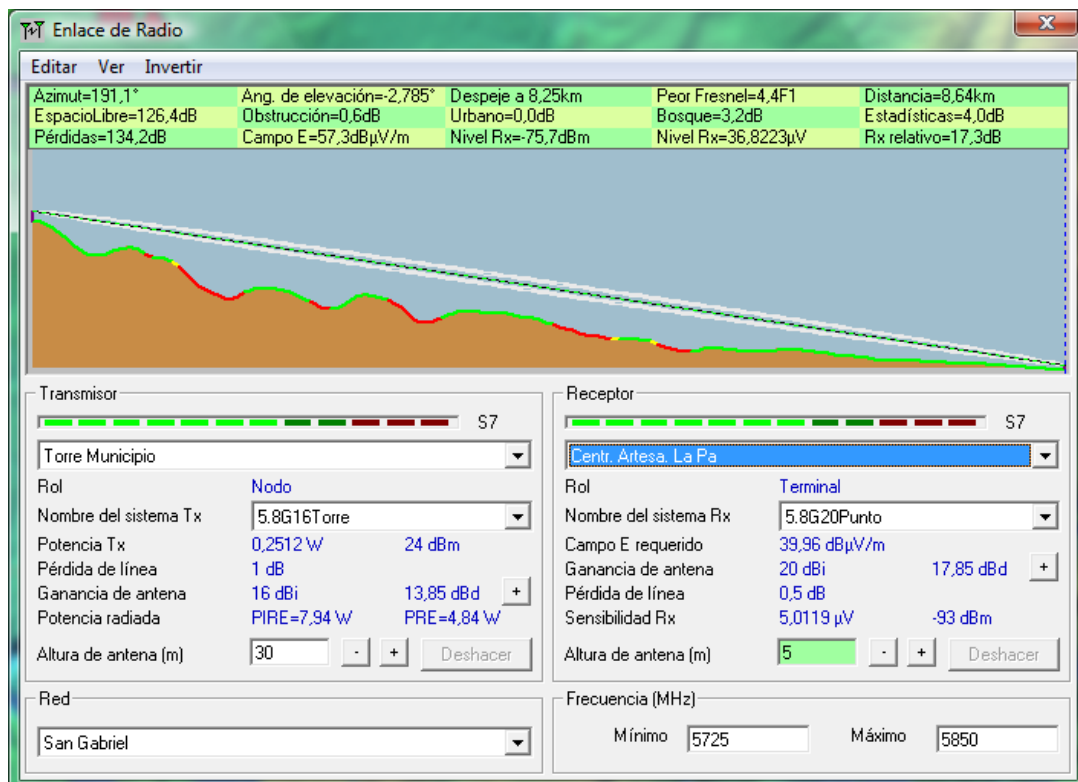 Enlace de Radio
Editar Ver Invertir
Azimut=191,1° Ang. de elevación=-2,785° Despeje a 8,25km Peor Fresnel=4,4F1 Distancia=8,64km
EspacioLibre=126,4dB Obstrucción=0,6dB Urbano=0,0dB Bosque=3,2dB Estadísticas=4,0dB
Pérdidas=134,2dB Campo E=57,3dBµV/m Nivel Rx=-75,7dBm Nivel Rx=36,8223µV Rx relativo=17,3dB
Transmisor
S7
Torre Municipio
Rol Nodo
Nombre del sistema Tx 5.8G16Torre
Potencia Tx 0,2512 W 24 dBm
Pérdida de línea 1 dB
Ganancia de antena 16 dBi 13,85 dBd +
Potencia radiada PIRE=7,94 W PRE=4,84 W
Altura de antena (m) 30 - + Deshacer
Red
San Gabriel
Receptor
S7
Centr. Artesa. La Pa
Rol Terminal
Nombre del sistema Rx 5.8G20Punto
Campo E requerido 39,96 dBµV/m
Ganancia de antena 20 dBi 17,85 dBd +
Pérdida de línea 0,5 dB
Sensibilidad Rx 5,0119 µV -93 dBm
Altura de antena (m) 5 - + Deshacer
Frecuencia (MHz)
Mínimo 5725 Máximo 5850